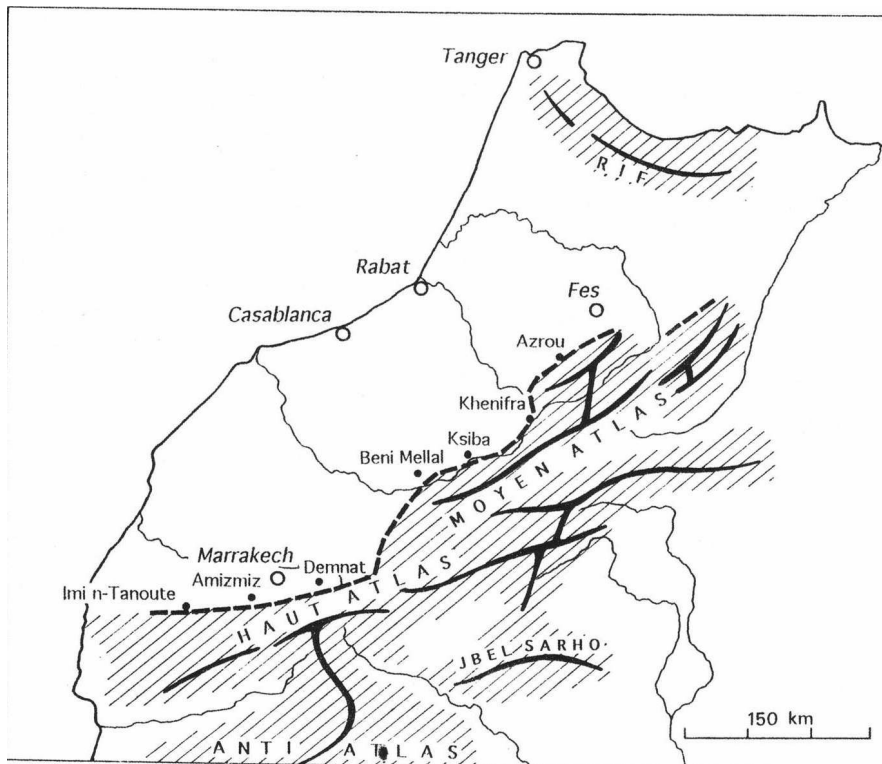 Tanger
RIF
Rabat
Fes
Casablanca
Azrou
Khenifra
Ksiba
Beni Mellal
MOYEN ATLAS
Marrakech
Demnat
Amizmiz
Imi n-Tanoute
HAUT ATLAS
JBEL SARHO
150 km
ANTI ATLAS